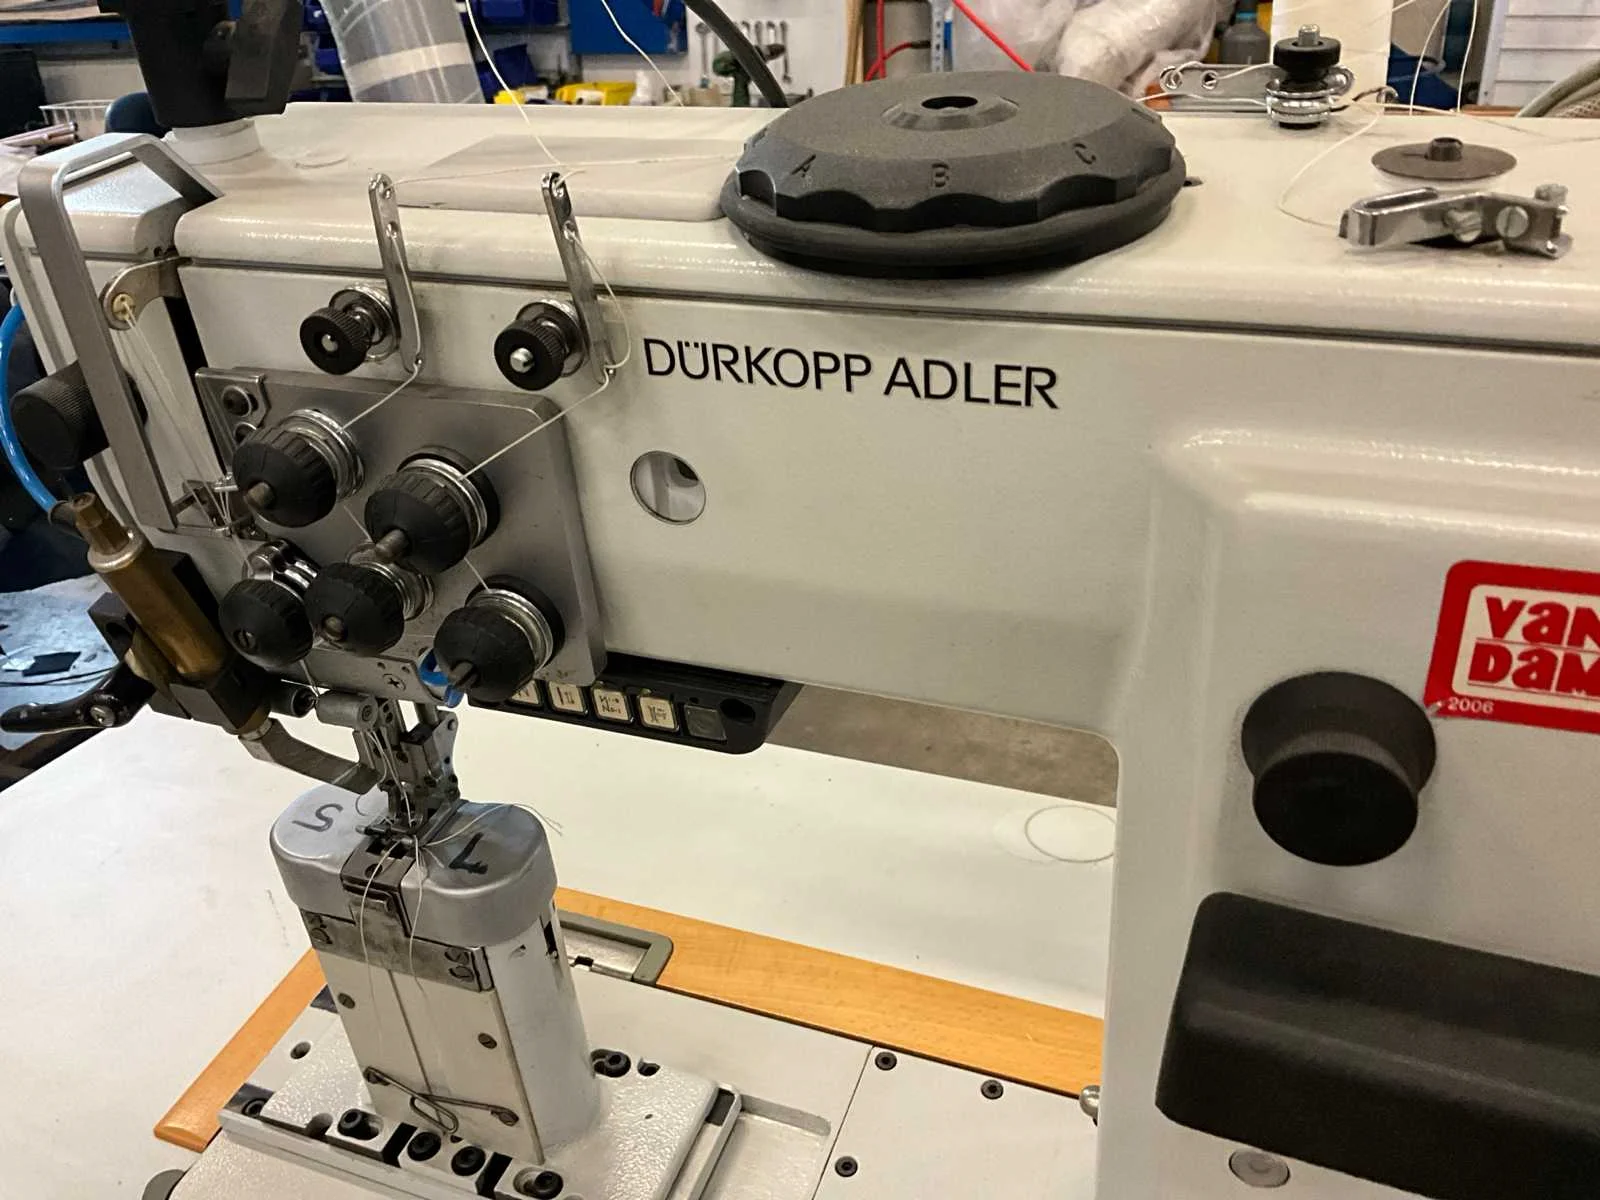 A B C
DÜRKOPP ADLER
VAN
DAM
2006
5
7